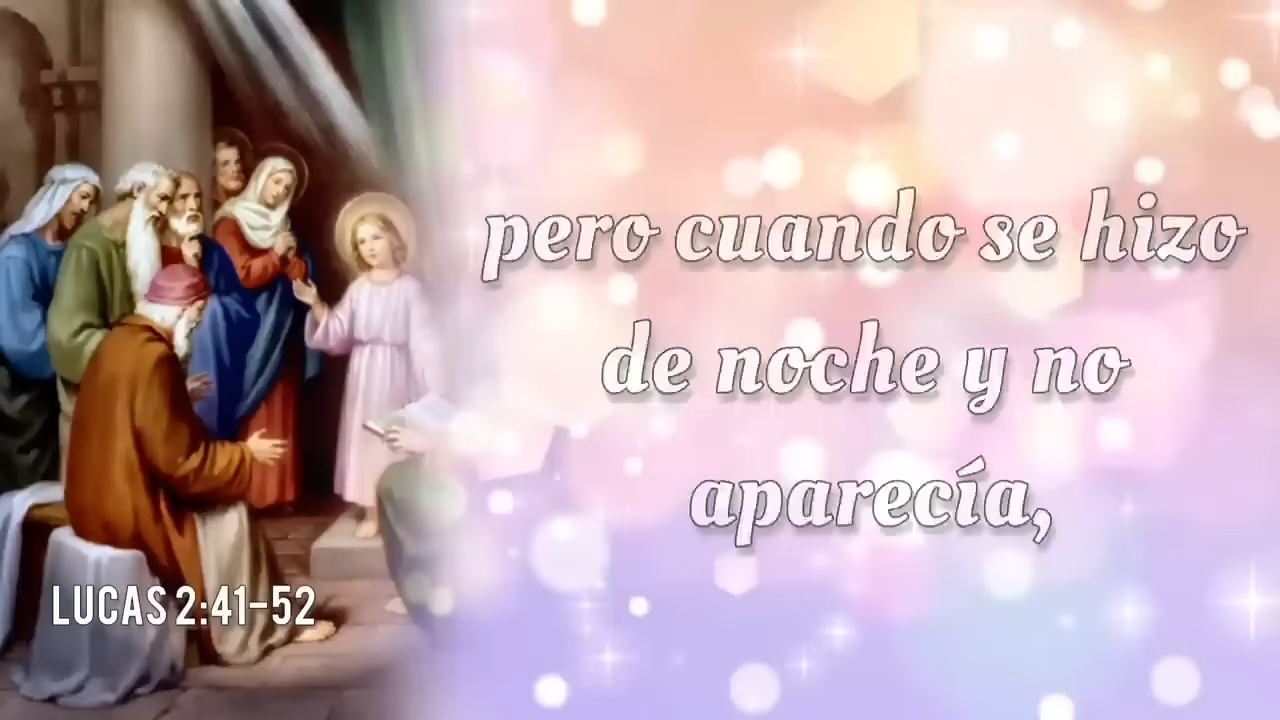 pero cuando se hizo
de noche y no
aparecía,
LUCAS 2:41-52